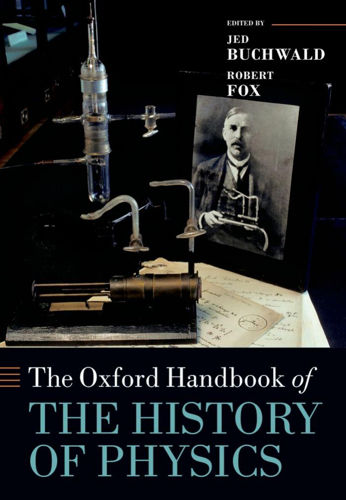 EDITED BY
JED
BUCHWALD
ROBERT
FOX
The Oxford Handbook of
THE HISTORY
OF PHYSICS